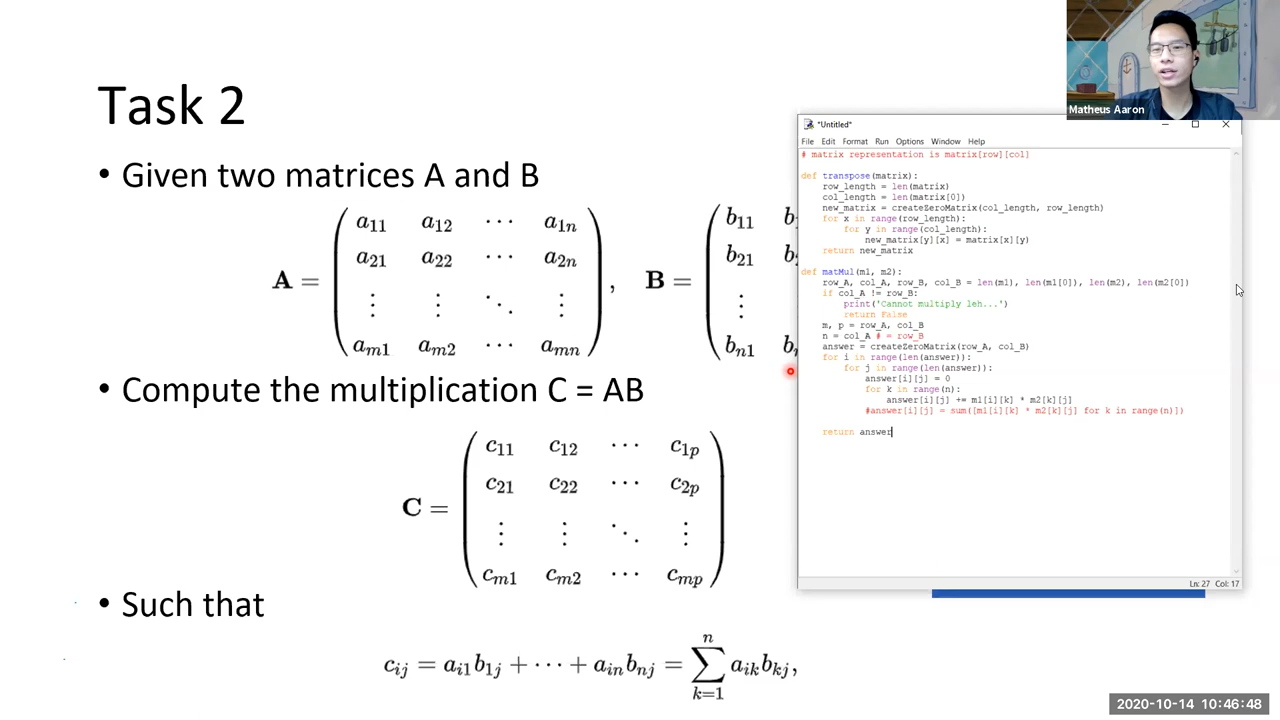 Task 2
• Given two matrices A and B
A = ( a11 a12 ⋯ a1n
a21 a22 ⋯ a2n
⋮ ⋮ ⋱ ⋮
am1 am2 ⋯ amn ) , B = ( b11
b21
⋮
bn1
• Compute the multiplication C = AB
C = ( c11 c12 ⋯ c1p
c21 c22 ⋯ c2p
⋮ ⋮ ⋱ ⋮
cm1 cm2 ⋯ cmp )
• Such that
cij = ai1b1j + ⋯ + ainbnj = ∑ n k=1 aikbkj,
Matheus Aaron
*Untitled*
File Edit Format Run Options Window Help
# matrix representation is matrix[row][col]
def transpose(matrix):
    row_length = len(matrix)
    col_length = len(matrix[0])
    new_matrix = createZeroMatrix(col_length, row_length)
    for x in range(row_length):
        for y in range(col_length):
            new_matrix[y][x] = matrix[x][y]
    return new_matrix
def matMul(m1, m2):
    row_A, col_A, row_B, col_B = len(m1), len(m1[0]), len(m2), len(m2[0])
    if col_A != row_B:
        print('Cannot multiply leh...')
        return False
    m, p = row_A, col_B
    n = col_A # = row_B
    answer = createZeroMatrix(row_A, col_B)
    for i in range(len(answer)):
        for j in range(len(answer)):
            answer[i][j] = 0
            for k in range(n):
                answer[i][j] += m1[i][k] * m2[k][j]
            #answer[i][j] = sum([m1[i][k] * m2[k][j] for k in range(n)])
    return answer
Ln: 27 Col: 17
2020-10-14 10:46:48